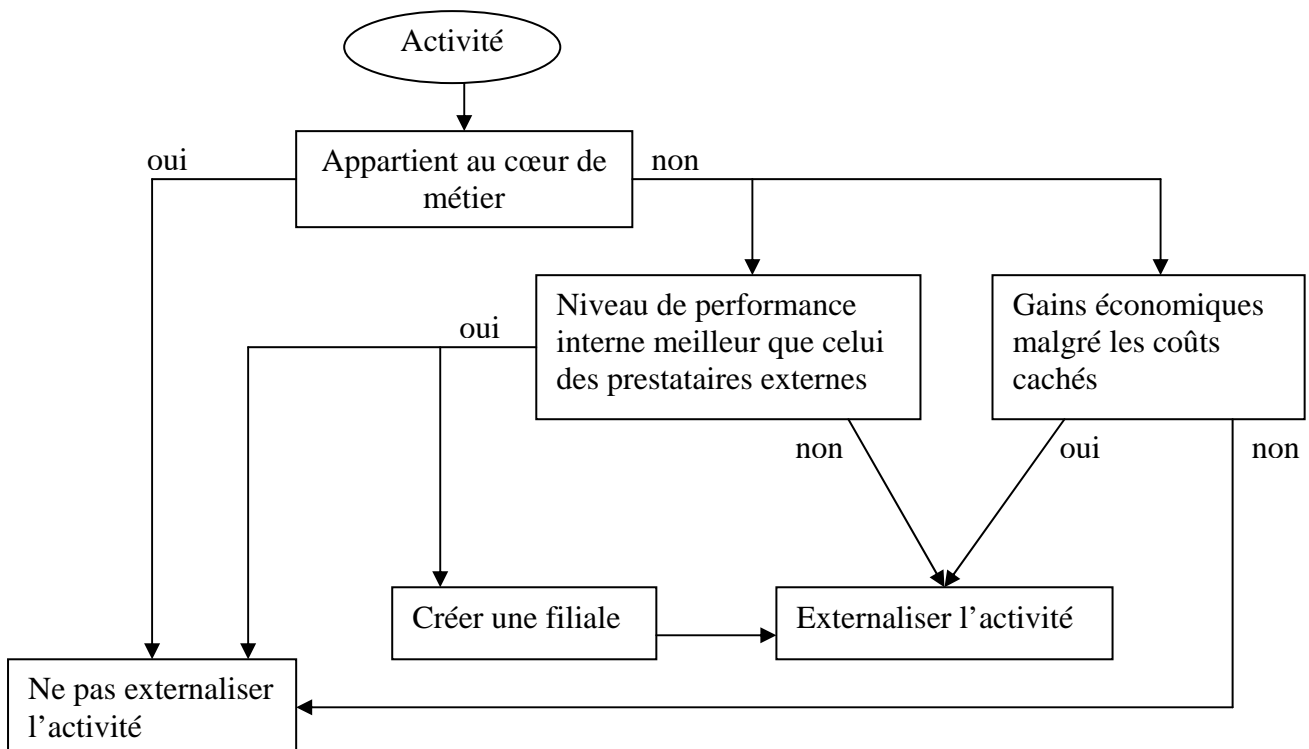 Activité
oui
Appartient au cœur de
métier
non
oui
Niveau de performance
interne meilleur que celui
des prestataires externes
Gains économiques
malgré les coûts
cachés
non
oui
non
Créer une filiale
Externaliser l’activité
Ne pas externaliser
l’activité